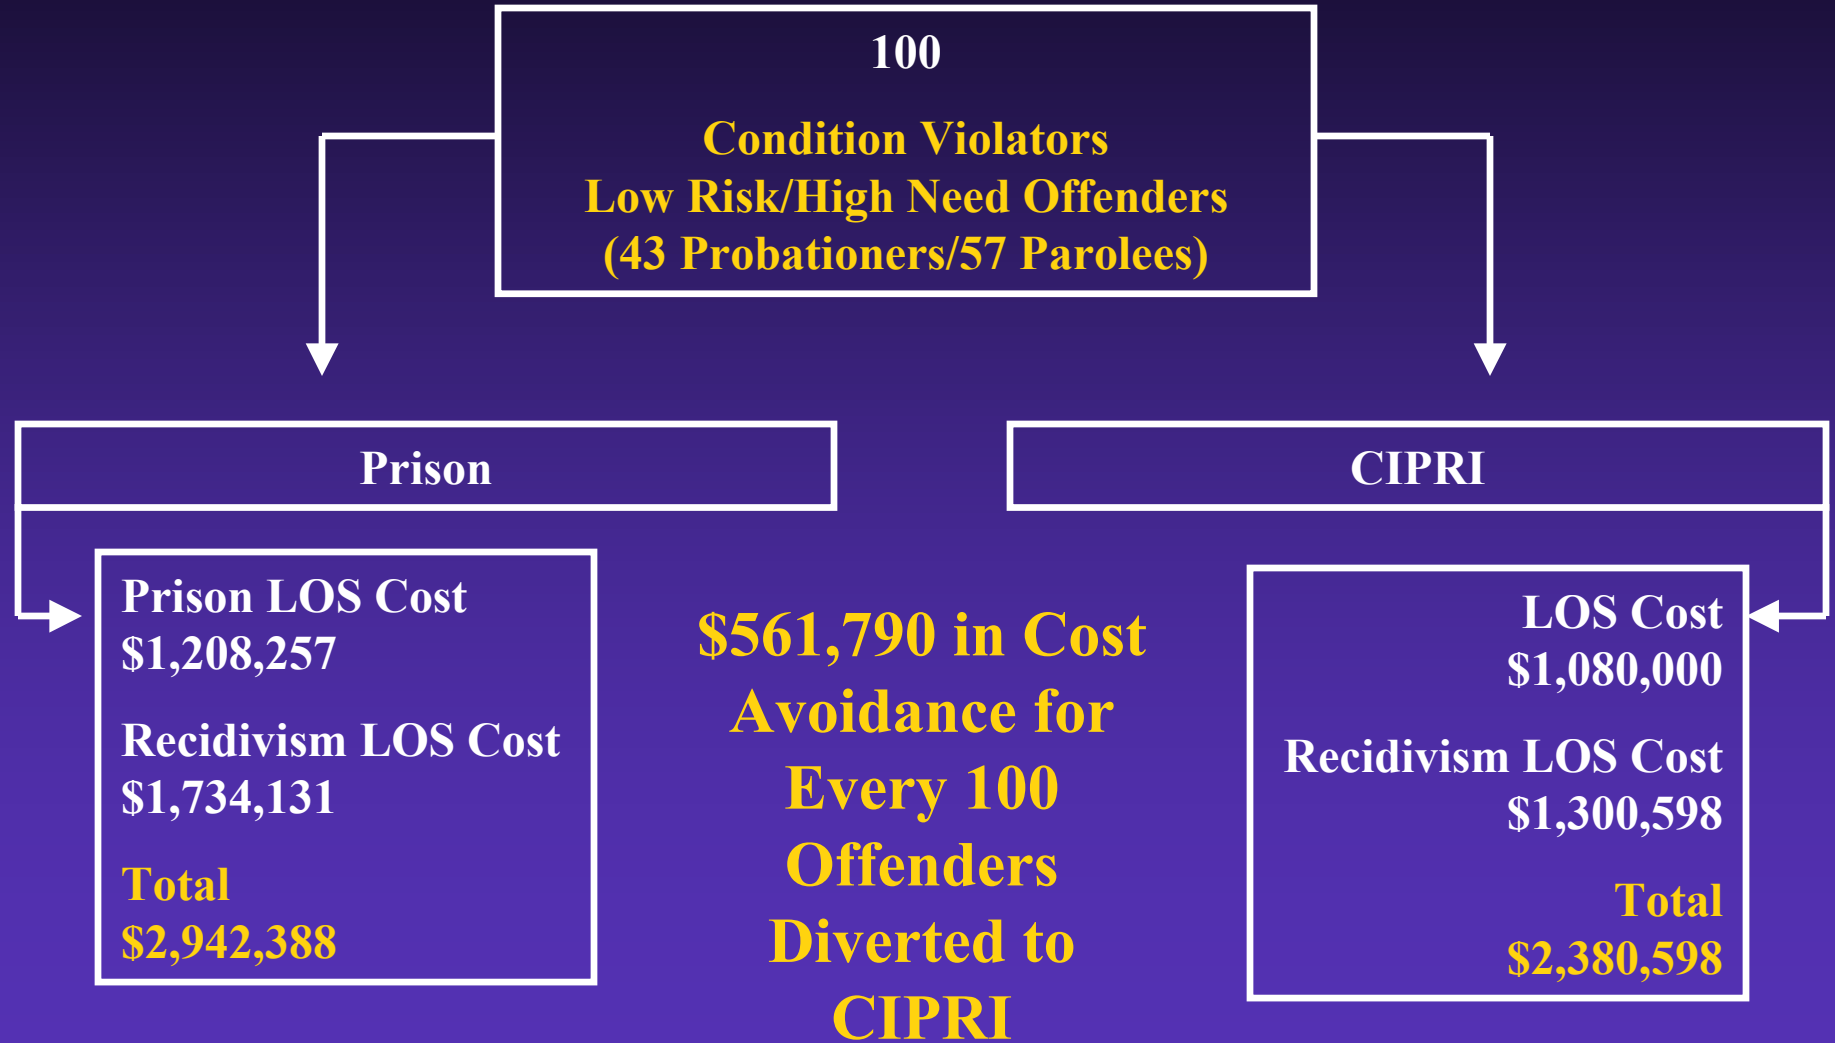 100
Condition Violators
Low Risk/High Need Offenders
(43 Probationers/57 Parolees)
Prison
CIPRI
Prison LOS Cost
$1,208,257
Recidivism LOS Cost
$1,734,131
Total
$2,942,388
$561,790 in Cost
Avoidance for
Every 100
Offenders
Diverted to
CIPRI
LOS Cost
$1,080,000
Recidivism LOS Cost
$1,300,598
Total
$2,380,598